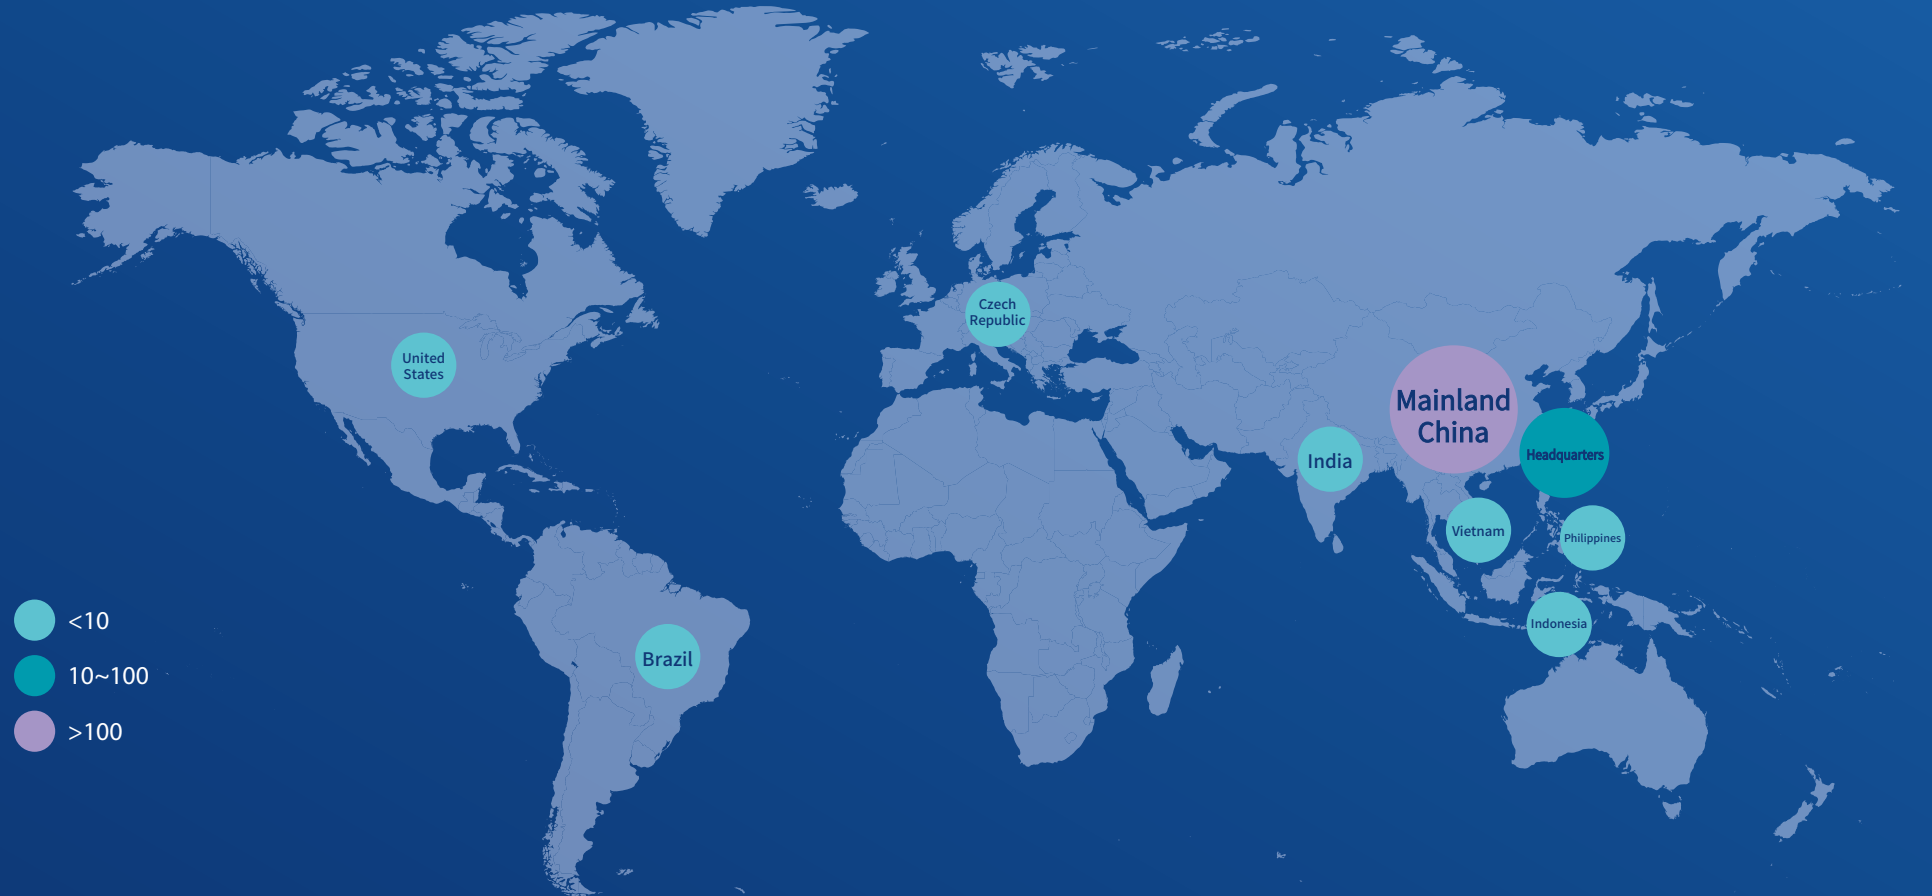 Czech
Republic
United
States
Mainland
China
India
Headquarters
Vietnam
Philippines
Indonesia
Brazil
<10
10~100
>100